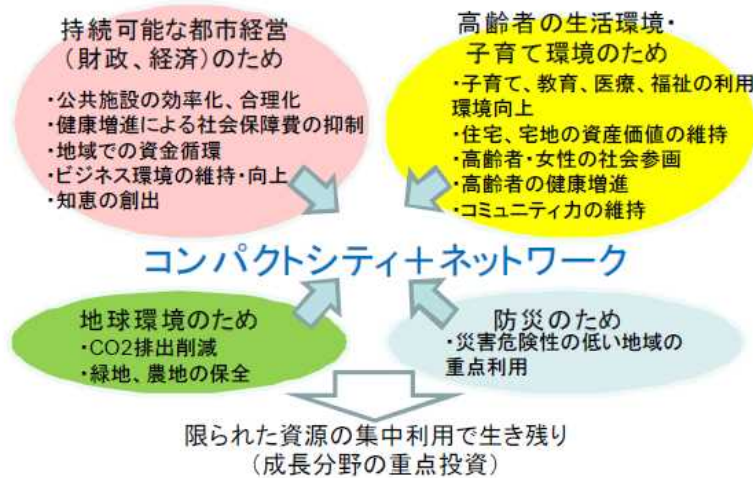 持続可能な都市経営
(財政、経済)のため
・公共施設の効率化、合理化
・健康増進による社会保障費の抑制
・地域での資金循環
・ビジネス環境の維持・向上
・知恵の創出
高齢者の生活環境・
子育て環境のため
・子育て、教育、医療、福祉の利用
環境向上
・住宅、宅地の資産価値の維持
・高齢者・女性の社会参画
・高齢者の健康増進
・コミュニティ力の維持
コンパクトシティ+ネットワーク
地球環境のため
・CO2排出削減
・緑地、農地の保全
防災のため
・災害危険性の低い地域の
重点利用
限られた資源の集中利用で生き残り
(成長分野の重点投資)